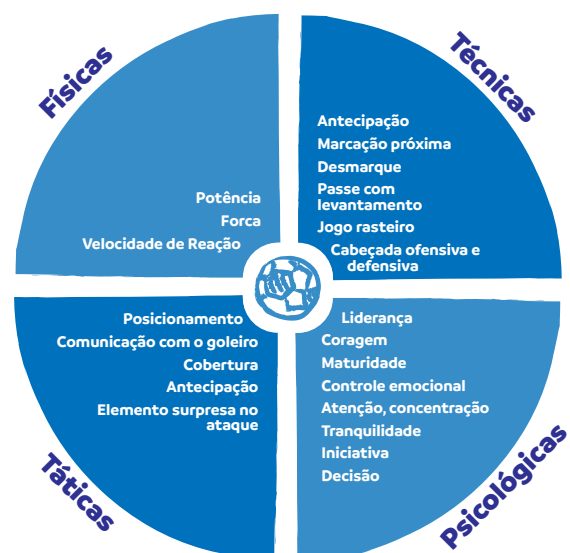 Físicas
Potência
Forca
Velocidade de Reação
Técnicas
Antecipação
Marcação próxima
Desmarque
Passe com
levantamento
Jogo rasteiro
Cabeçada ofensiva e
defensiva
Posicionamento
Comunicação com o goleiro
Cobertura
Antecipação
Elemento surpresa no
ataque
Táticas
Liderança
Coragem
Maturidade
Controle emocional
Atenção, concentração
Tranquilidade
Iniciativa
Decisão
Psicológicas